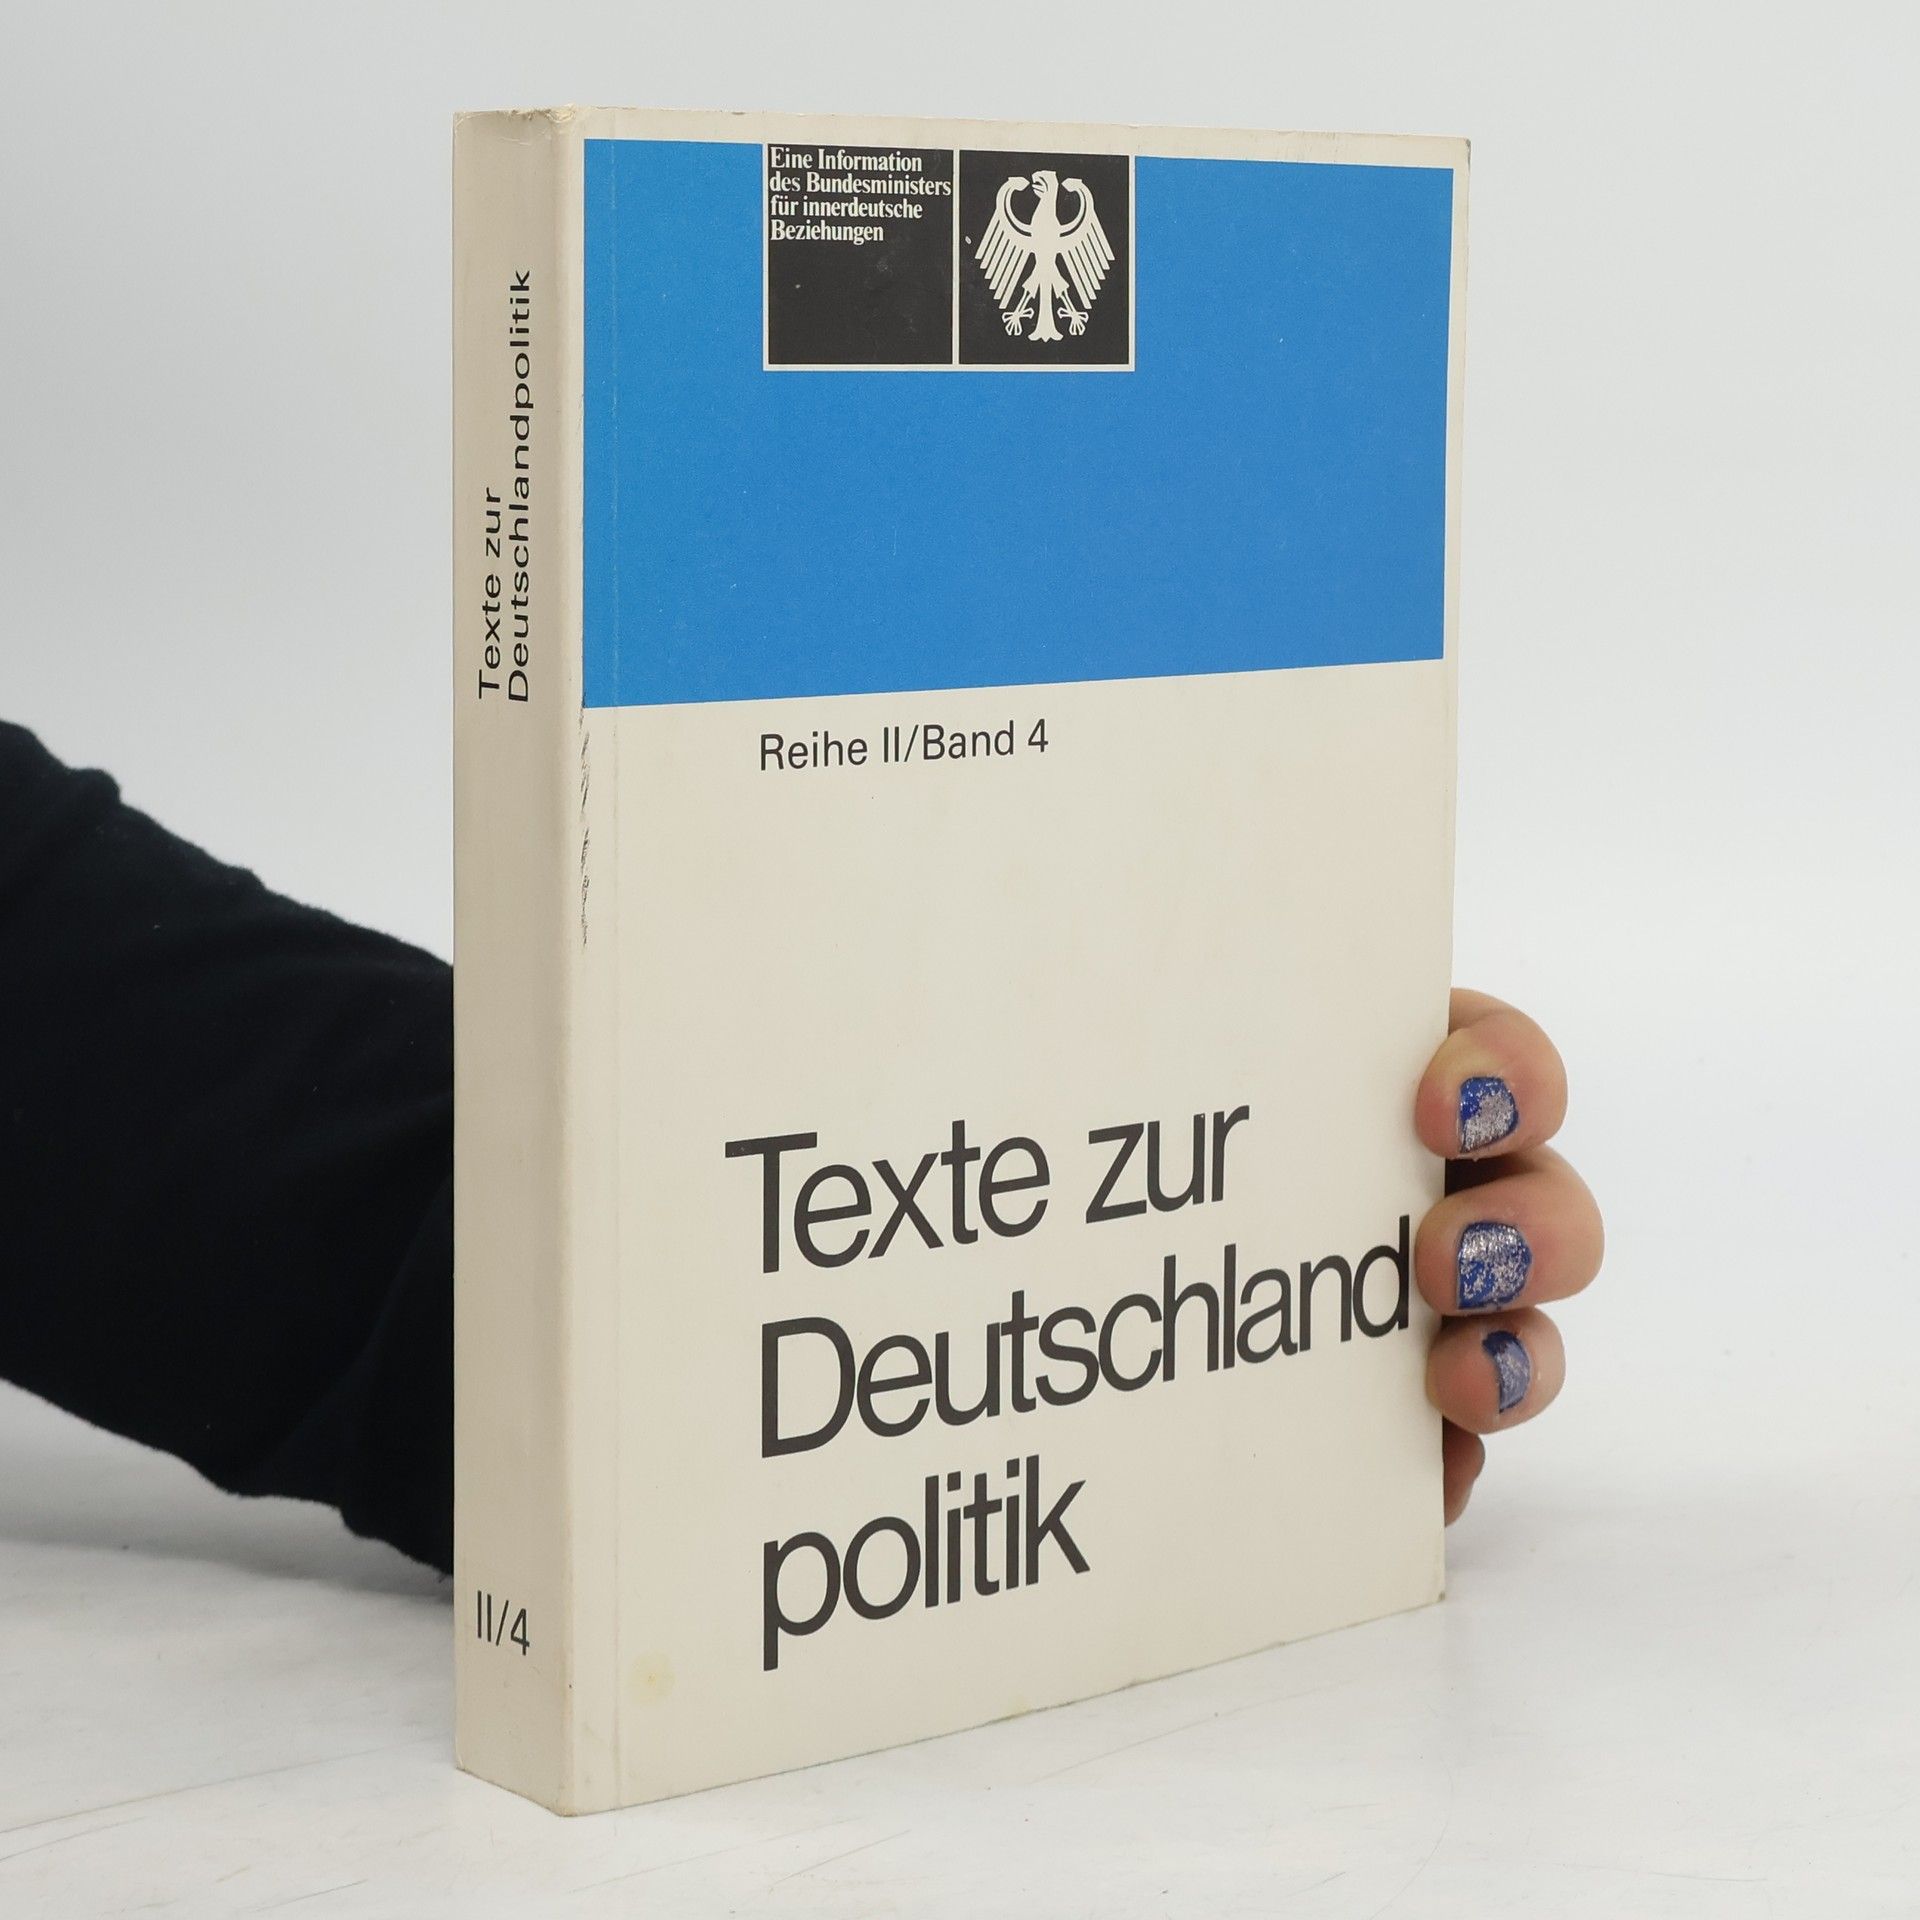 Texte zur
Deutschlandpolitik
II/4
Eine Information
des Bundesministers
für innerdeutsche
Beziehungen
Reihe II/Band 4
Texte zur
Deutschland
politik